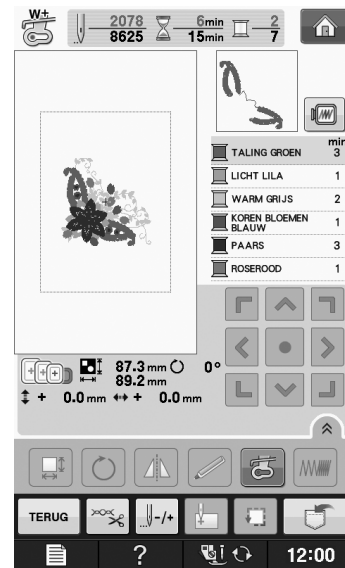 W+
2078 6min 2
8625 15min 7
min
TALING GROEN 3
LICHT LILA 1
WARM GRIJS 2
KOREN BLOEMEN
BLAUW 1
PAARS 3
ROSEROOD 1
87.3 mm 0°
89.2 mm
+ 0.0 mm + 0.0 mm
TERUG -/+
? 12:00